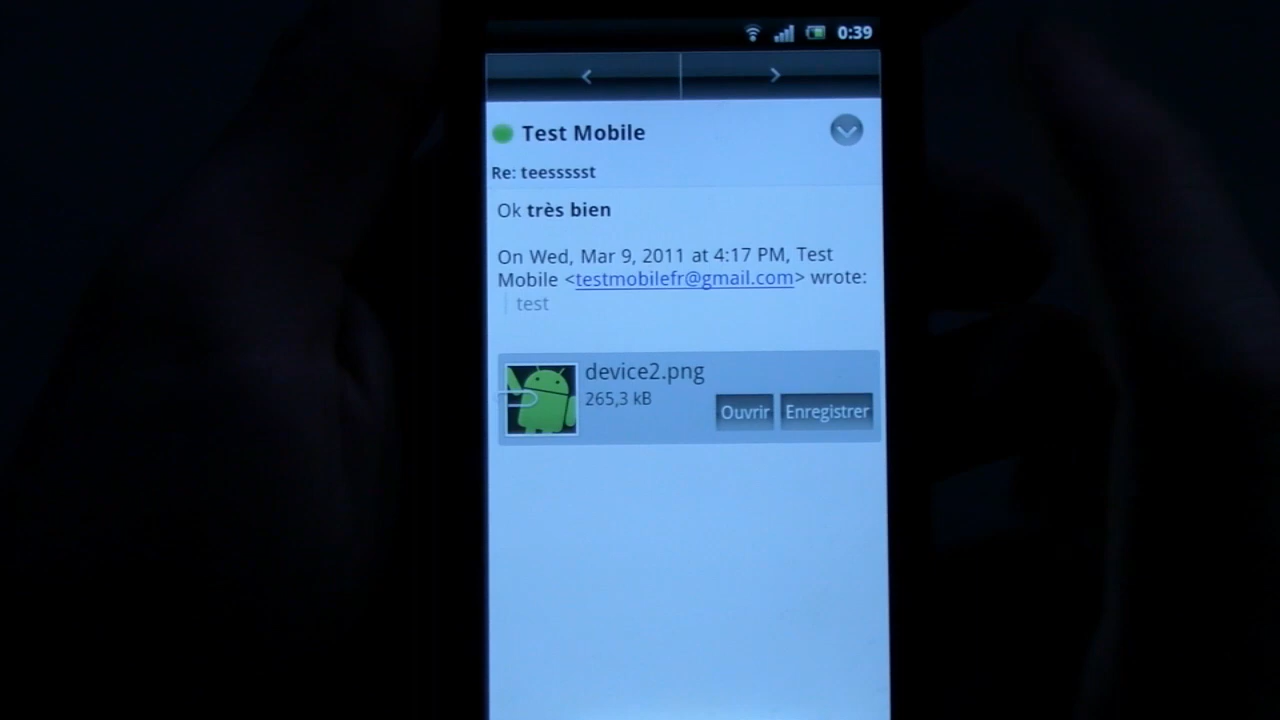 0:39
Test Mobile
Re: teessssst
Ok très bien
On Wed, Mar 9, 2011 at 4:17 PM, Test
Mobile <testmobilefr@gmail.com> wrote:
test
device2.png
265,3 kB
Ouvrir Enregistrer